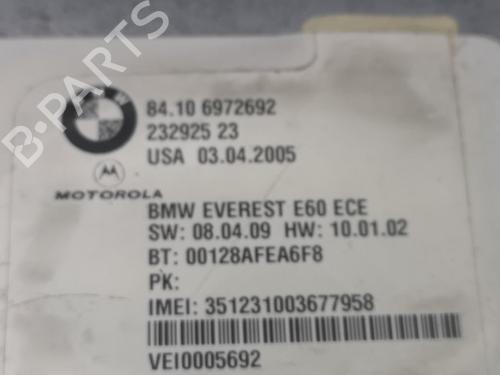 B-PARTS
84.10 6972692
232925 23
USA 03.04.2005
MOTOROLA
BMW EVEREST E60 ECE
SW: 08.04.09 HW: 10.01.02
BT: 00128AFEA6F8
PK:
IMEI: 351231003677958
VEI0005692